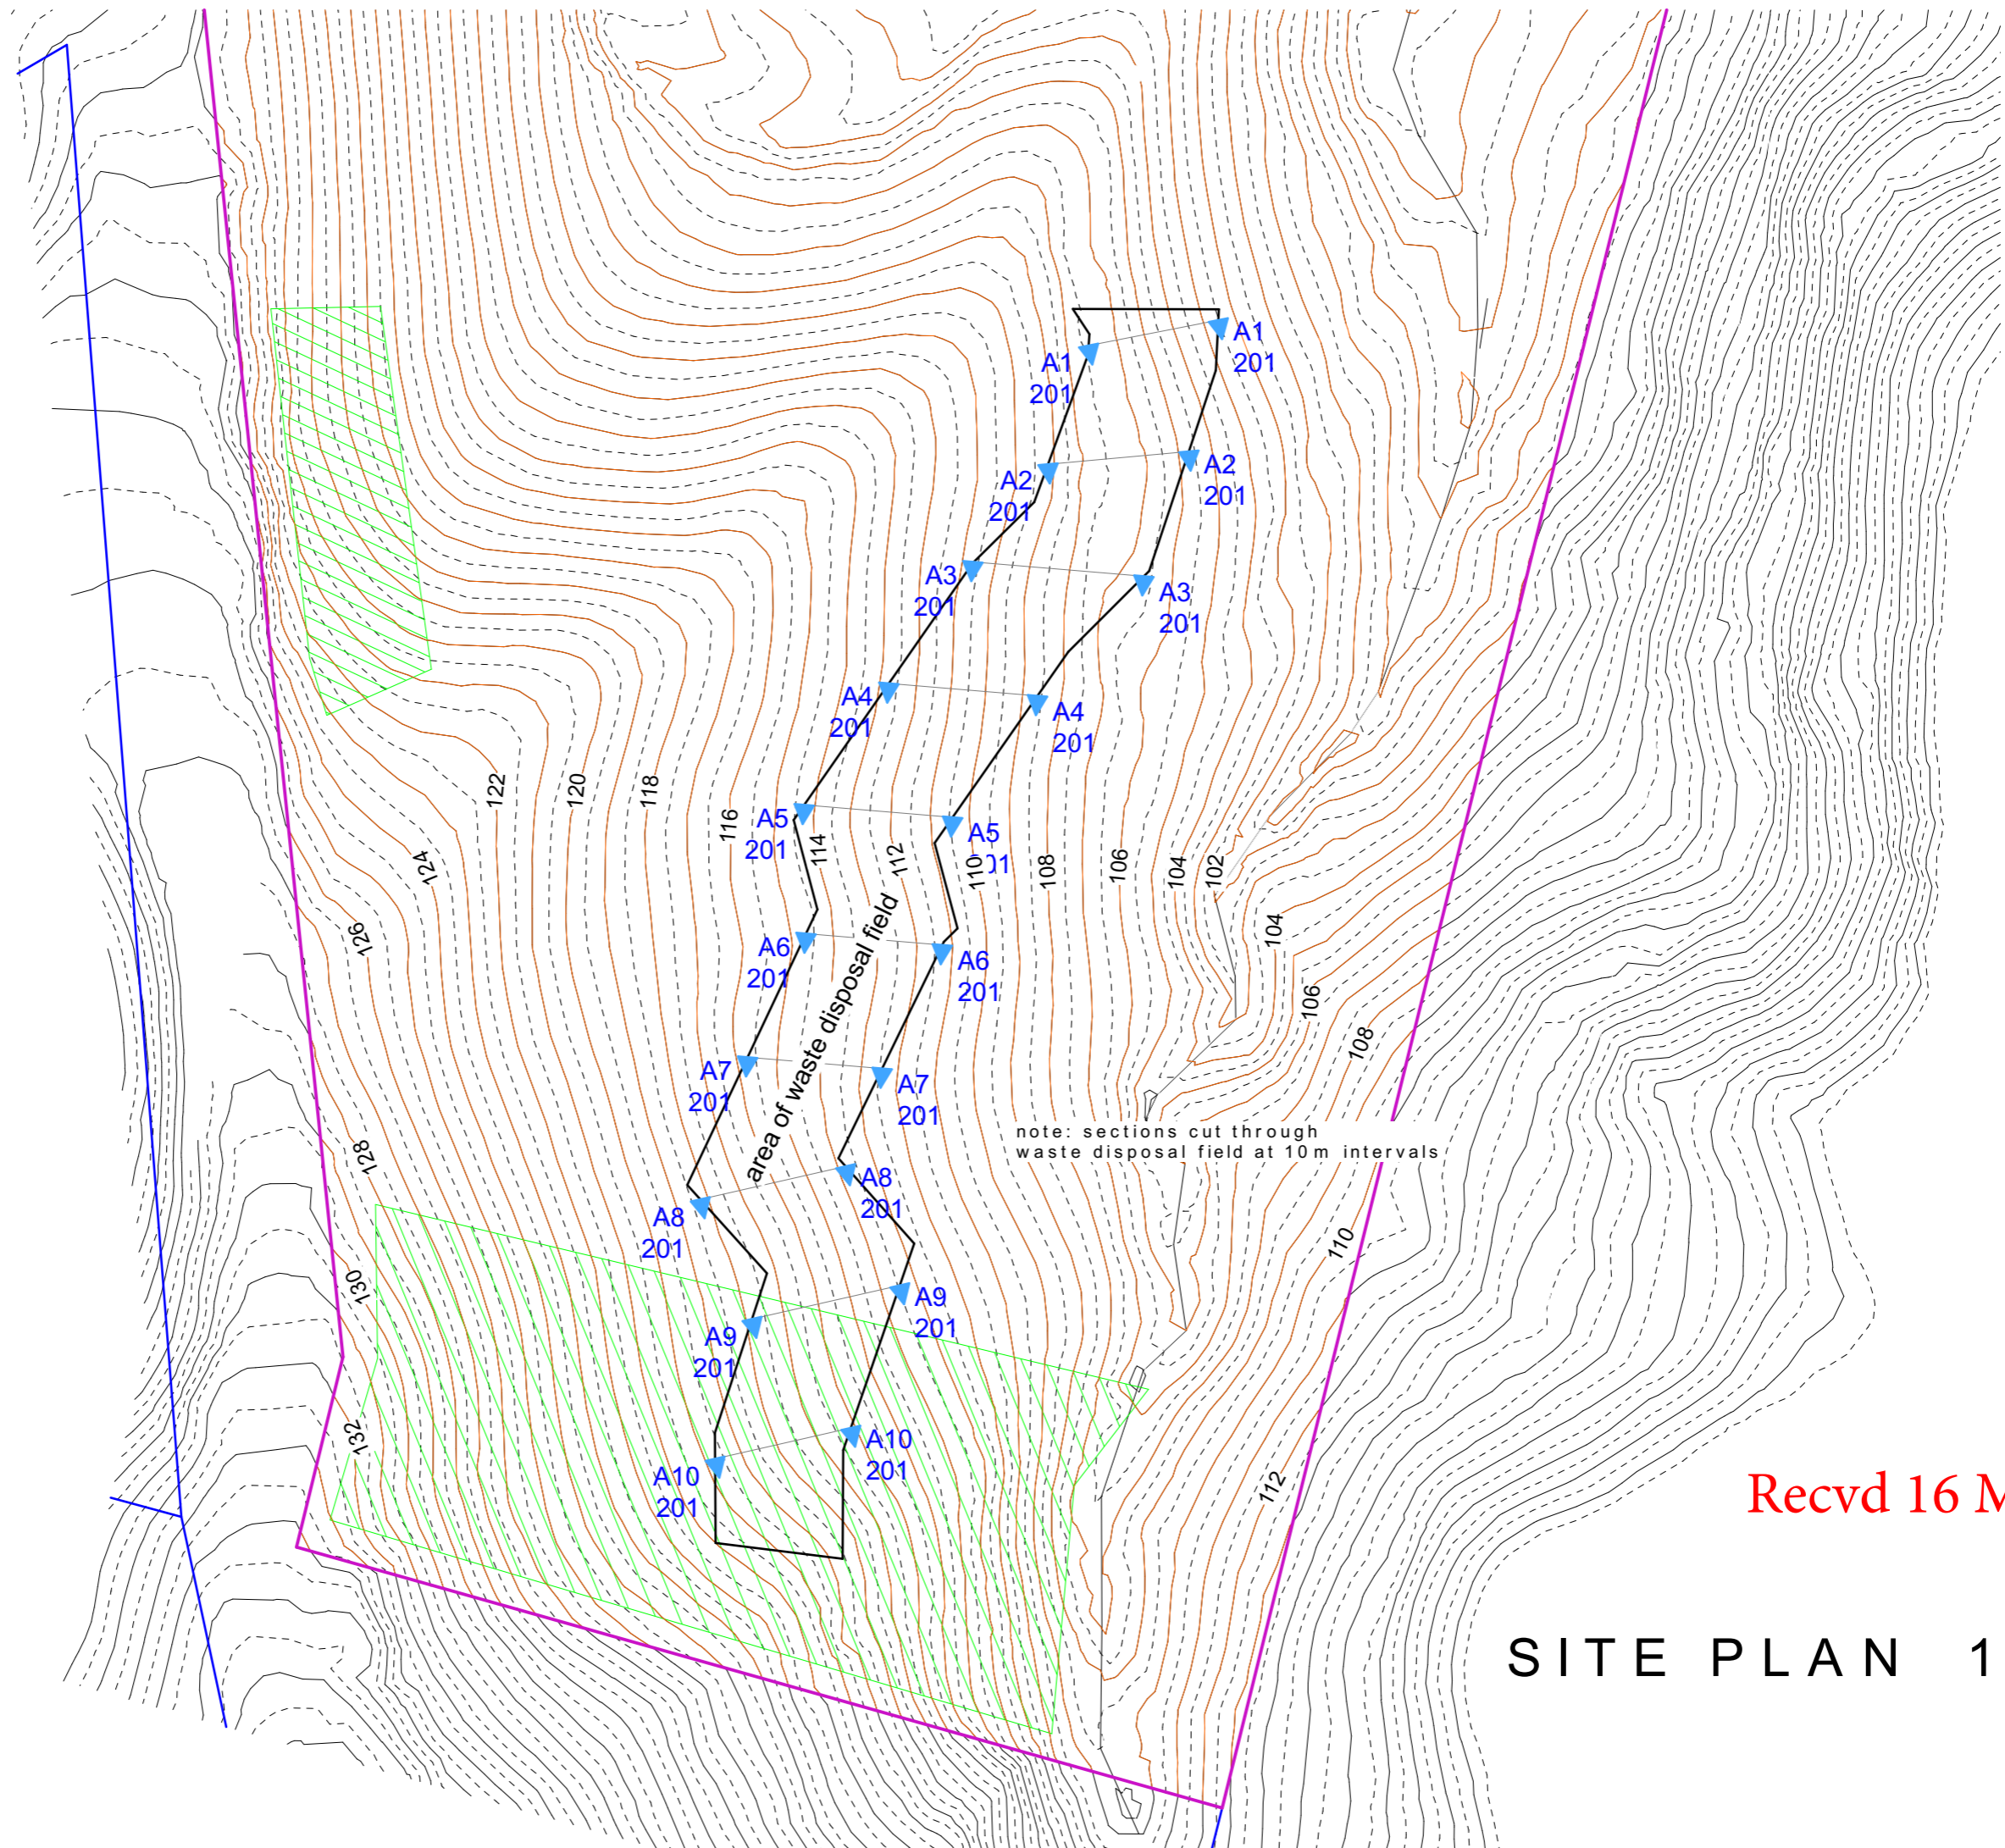 A1
201
A1
201
A2
201
A2
201
A3
201
A3
201
A4
201
A4
201
A5
201
A5
A6
201
A6
201
A7
201
A7
201
A8
201
A8
201
A9
201
A9
201
A10
201
A10
201
122
120
118
116
114
112
110
108
106
104
102
124
126
128
130
132
104
106
108
110
112
area of waste disposal field
note: sections cut through
waste disposal field at 10m intervals
Recvd 16
SITE PLAN 1